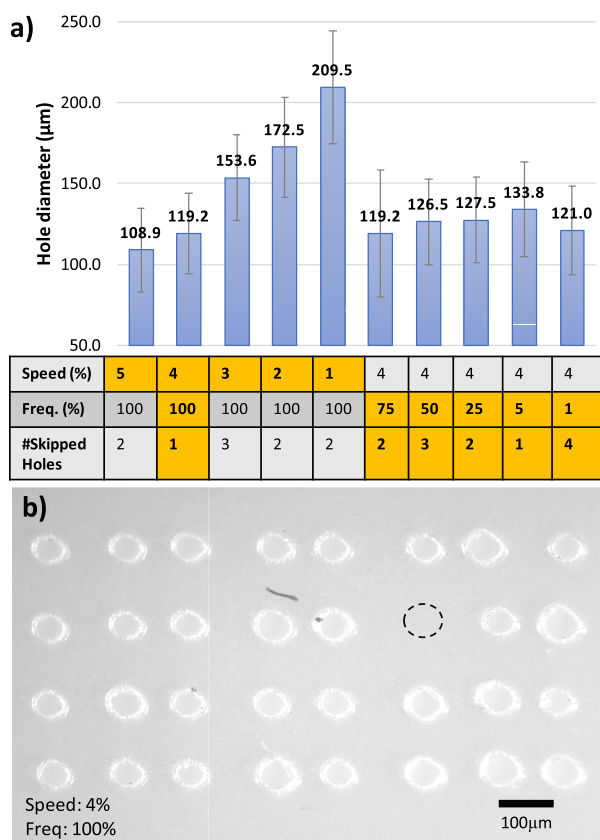 a)
Hole diameter (µm)
250.0
200.0
150.0
100.0
50.0
108.9
119.2
153.6
172.5
209.5
119.2
126.5
127.5
133.8
121.0
Speed (%) 5 4 3 2 1 4 4 4 4 4
Freq. (%) 100 100 100 100 100 75 50 25 5 1
#Skipped
Holes 2 1 3 2 2 2 3 2 1 4
b)
Speed: 4%
Freq: 100%
100µm